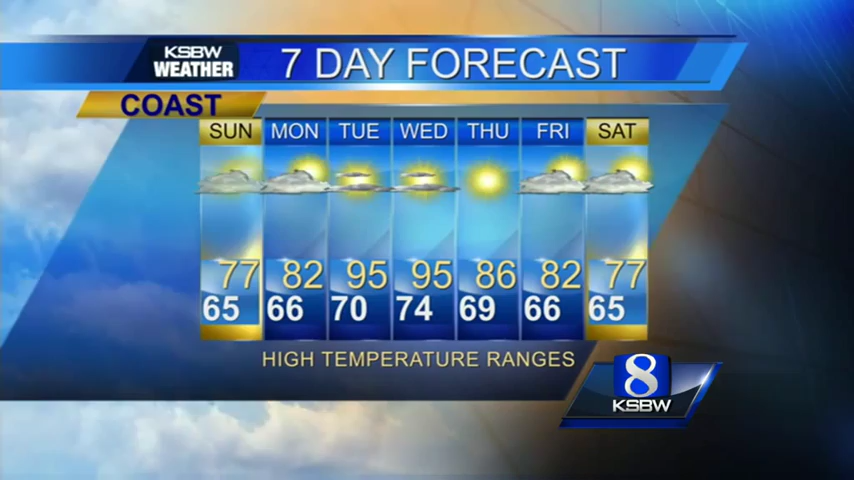 KSBW
WEATHER
7 DAY FORECAST
COAST
SUN MON TUE WED THU FRI SAT
77 82 95 95 86 82 77
65 66 70 74 69 66 65
HIGH TEMPERATURE RANGES
8
KSBW